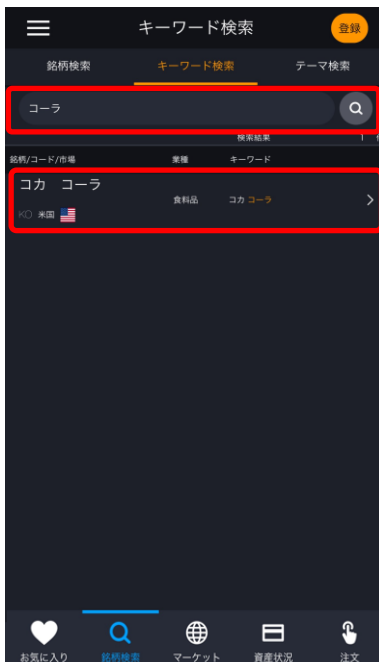 キーワード検索 登録
銘柄検索 キーワード検索 テーマ検索
コーラ
検索結果 1
銘柄/コード/市場 業種 キーワード
コカ コーラ
食料品 コカ コーラ
KO 米国
お気に入り 銘柄検索 マーケット 資産状況 注文